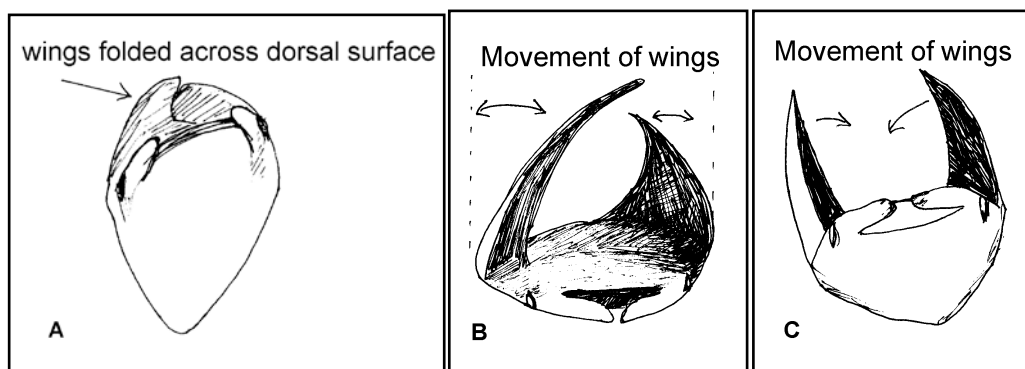 wings folded across dorsal surface
A
Movement of wings
B
Movement of wings
C